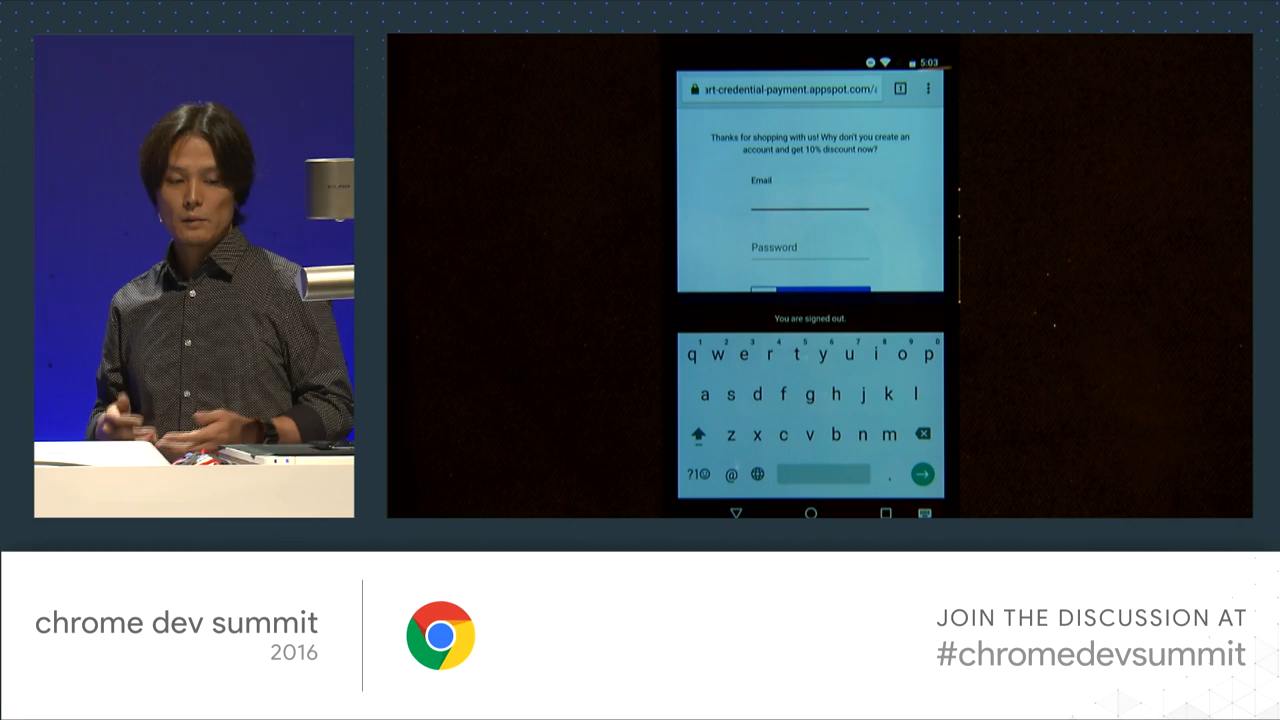 5:03
art-credential-payment.appspot.com/a
1
Thanks for shopping with us! Why don't you create an
account and get 10% discount now?
Email
Password
You are signed out.
1 2 3 4 5 6 7 8 9 0
q w e r t y u i o p
a s d f g h j k l
z x c v b n m
?1☺ @ .
chrome dev summit
2016
JOIN THE DISCUSSION AT
#chromedevsummit